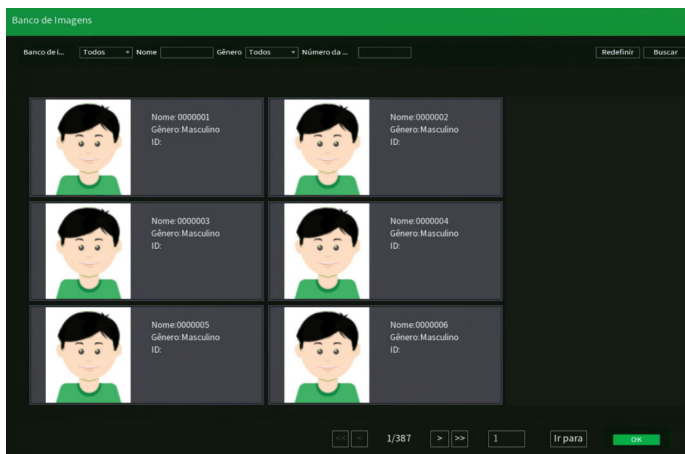 Banco de Imagens
Banco de i... Todos Nome Gênero Todos Número da ... Redefinir Buscar
Nome:0000001
Gênero:Masculino
ID:
Nome:0000002
Gênero:Masculino
ID:
Nome:0000003
Gênero:Masculino
ID:
Nome:0000004
Gênero:Masculino
ID:
Nome:0000005
Gênero:Masculino
ID:
Nome:0000006
Gênero:Masculino
ID:
<< < 1/387 > >> 1 Ir para OK